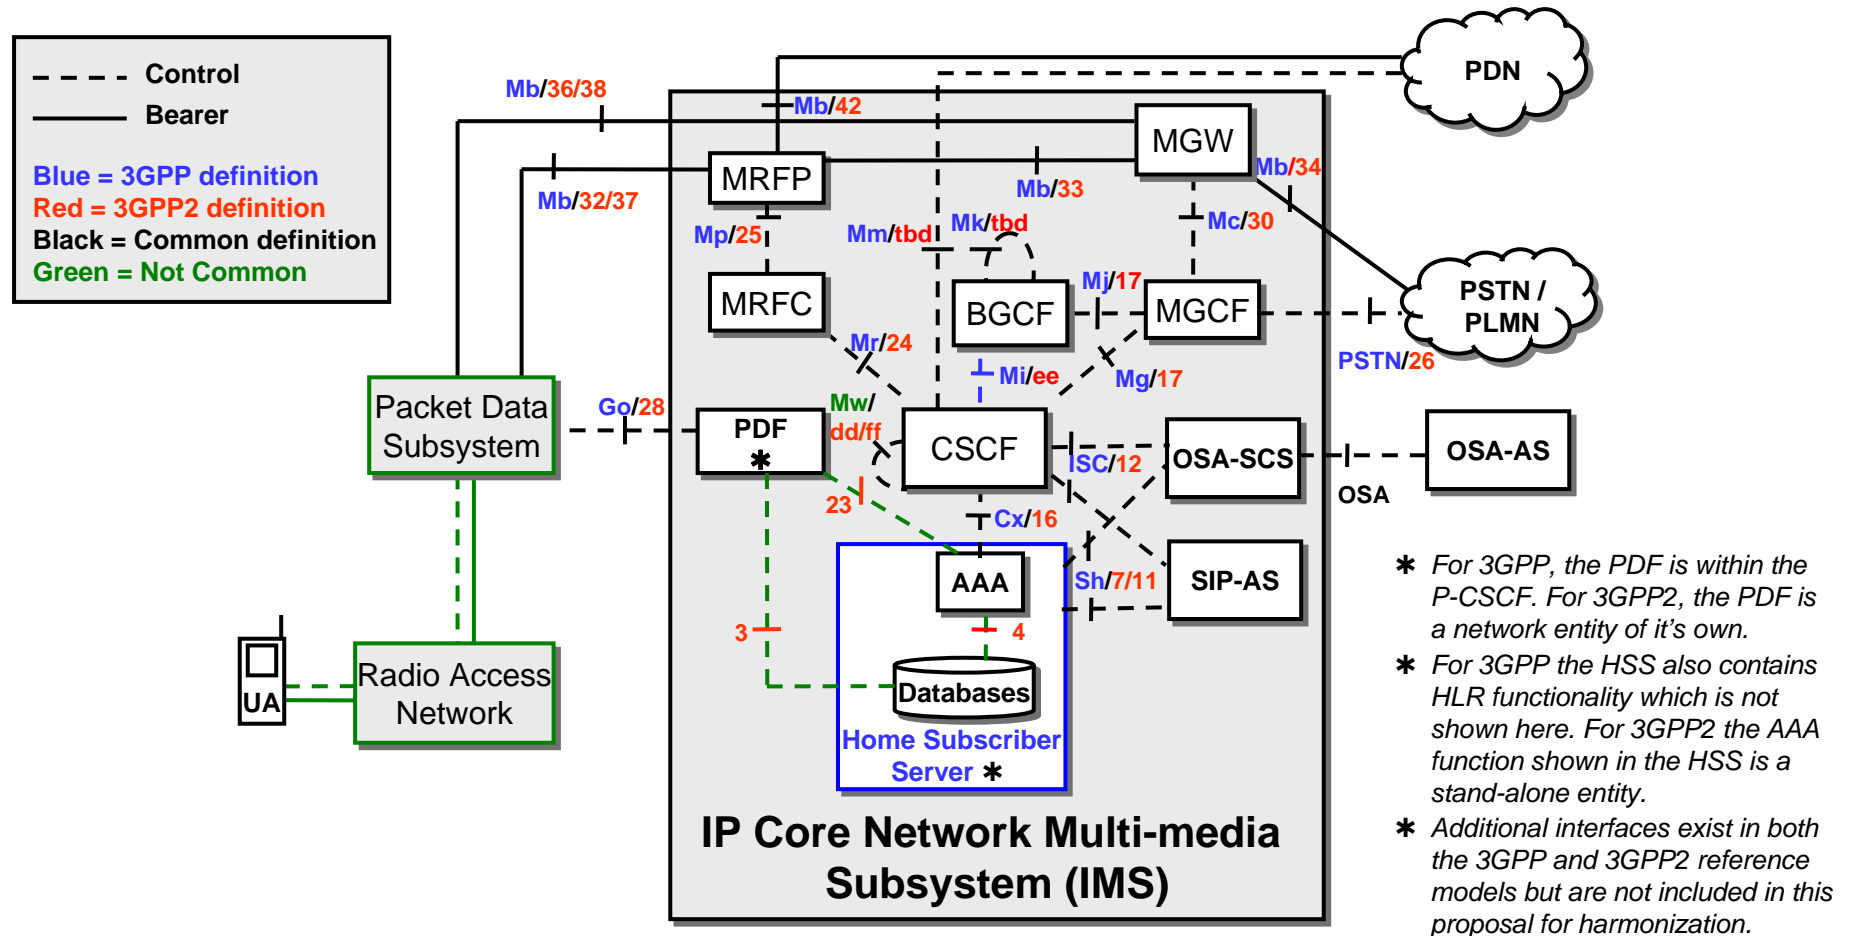 Control
Bearer
Blue = 3GPP definition
Red = 3GPP2 definition
Black = Common definition
Green = Not Common
Mb/36/38
Mb/42
PDN
MGW
MRFP
Mb/34
Mb/33
Mb/32/37
Mp/25
Mm/tbd
Mk/tbd
Mc/30
MRFC
BGCF
Mj/17
MGCF
PSTN /
PLMN
Mr/24
Mi/ee
Mg/17
PSTN/26
Packet Data
Subsystem
Go/28
PDF
✱
Mw/
dd/ff
CSCF
ISC/12
OSA-SCS
OSA
OSA-AS
23
Cx/16
AAA
Sh/7/11
SIP-AS
3
4
Databases
Home Subscriber
Server ✱
UA
Radio Access
Network
IP Core Network Multi-media
Subsystem (IMS)
✱ For 3GPP, the PDF is within the
P-CSCF. For 3GPP2, the PDF is
a network entity of it's own.
✱ For 3GPP the HSS also contains
HLR functionality which is not
shown here. For 3GPP2 the AAA
function shown in the HSS is a
stand-alone entity.
✱ Additional interfaces exist in both
the 3GPP and 3GPP2 reference
models but are not included in this
proposal for harmonization.